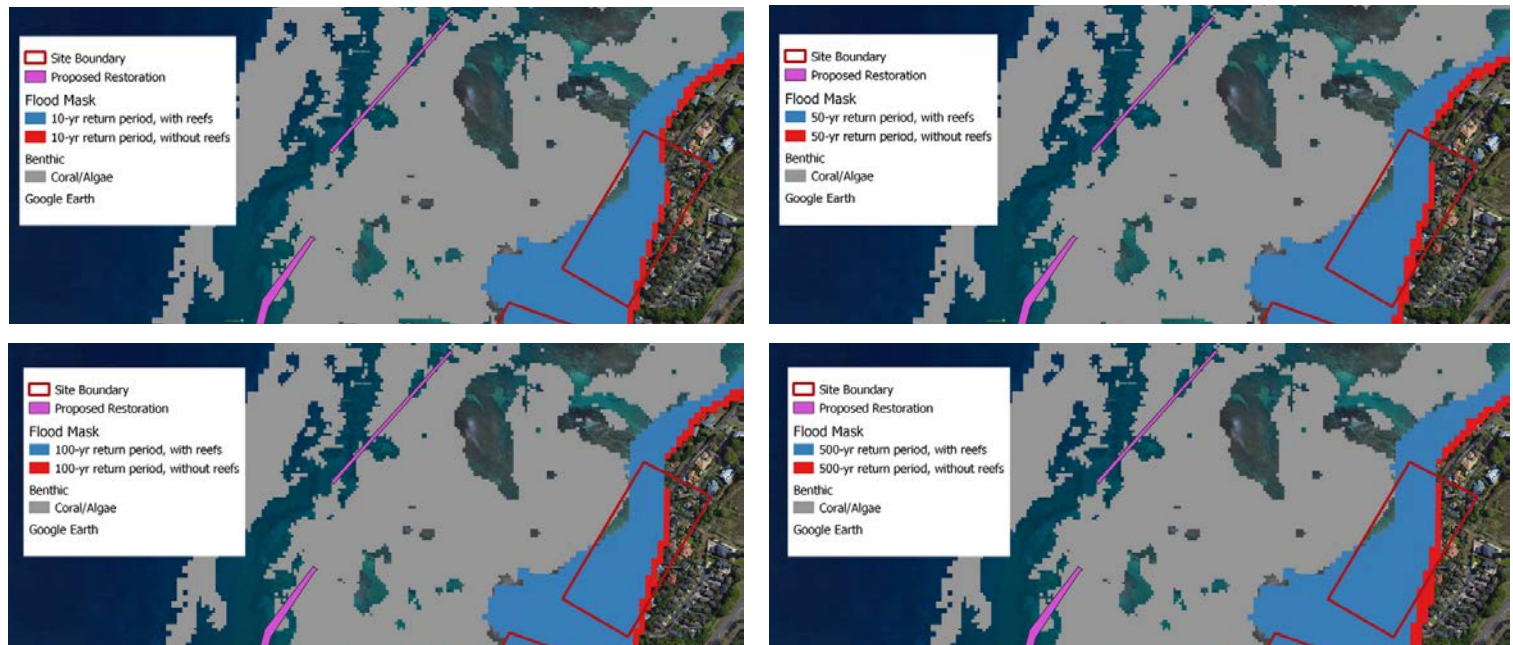 Site Boundary
Proposed Restoration
Flood Mask
10-yr return period, with reefs
10-yr return period, without reefs
Benthic
Coral/Algae
Google Earth
Site Boundary
Proposed Restoration
Flood Mask
50-yr return period, with reefs
50-yr return period, without reefs
Benthic
Coral/Algae
Google Earth
Site Boundary
Proposed Restoration
Flood Mask
100-yr return period, with reefs
100-yr return period, without reefs
Benthic
Coral/Algae
Google Earth
Site Boundary
Proposed Restoration
Flood Mask
500-yr return period, with reefs
500-yr return period, without reefs
Benthic
Coral/Algae
Google Earth